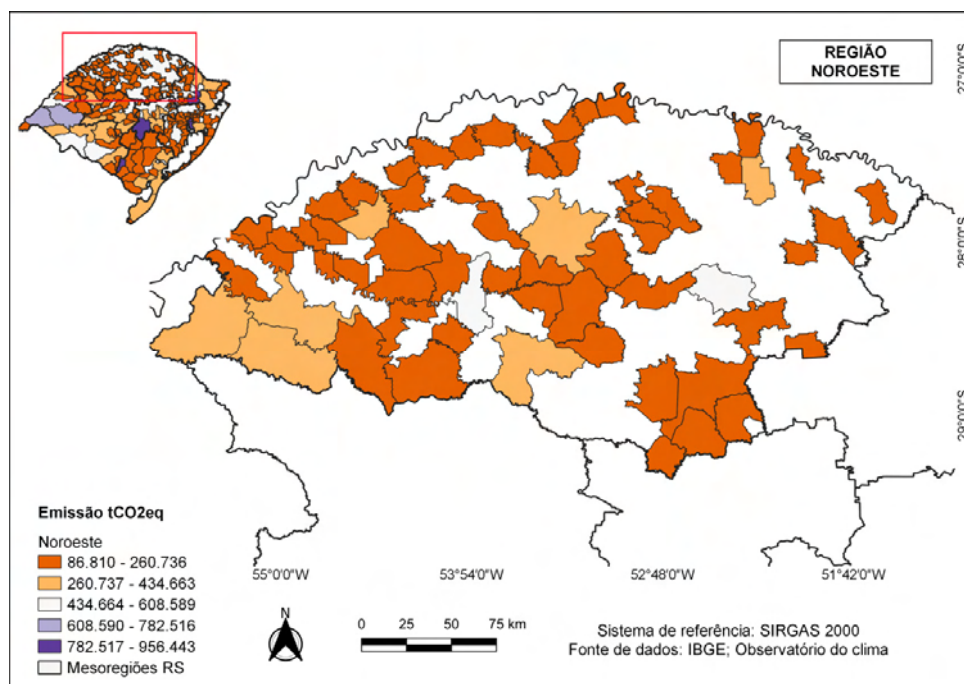 REGIÃO
NOROESTE
27°0'0"S
28°0'0"S
29°0'0"S
Emissão tCO2eq
Noroeste
86.810 - 260.736
260.737 - 434.663
434.664 - 608.589
608.590 - 782.516
782.517 - 956.443
Mesoregiões RS
55°0'0"W
53°54'0"W
52°48'0"W
51°42'0"W
N
0 25 50 75 km
Sistema de referência: SIRGAS 2000
Fonte de dados: IBGE; Observatório do clima